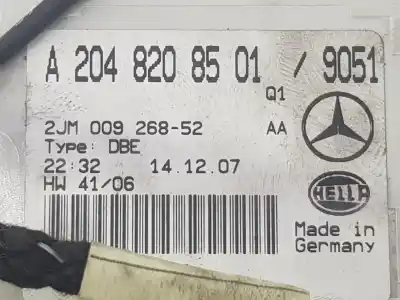 A 204 820 85 01 / 9051
Q1
2JM 009 268-52 AA
Type: DBE
22:32 14.12.07
HW 41/06
HELLA
Made in
Germany